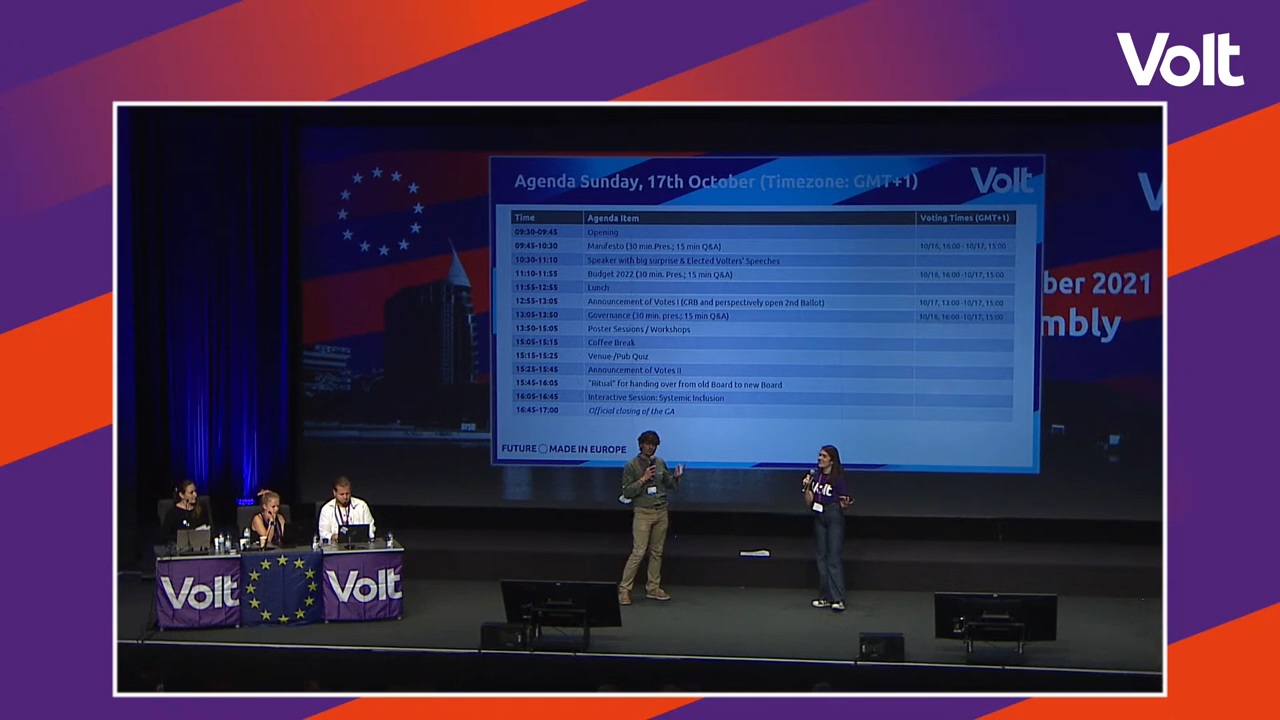 Volt
Agenda Sunday, 17th October (Timezone: GMT+1)
Volt
Time Agenda Item Voting Times (GMT+1)
09:30-09:45 Opening
09:45-10:30 Manifesto (30 min.Pres.; 15 min Q&A) 10/16, 16:00 - 10/17, 15:00
10:30-11:10 Speaker with big surprise & Elected Volters' Speeches
11:10-11:55 Budget 2022 (30 min. Pres.; 15 min Q&A) 10/16, 16:00 -10/17, 15:00
11:55-12:55 Lunch
12:55-13:05 Announcement of Votes I (CRB and perspectively open 2nd Ballot) 10/17, 13:00 -10/17, 15:00
13:05-13:50 Governance (30 min. pres.; 15 min Q&A) 10/16, 16:00 -10/17, 15:00
13:50-15:05 Poster Sessions / Workshops
15:05-15:15 Coffee Break
15:15-15:25 Venue-/Pub Quiz
15:25-15:45 Announcement of Votes II
15:45-16:05 "Ritual" for handing over from old Board to new Board
16:05-16:45 Interactive Session: Systemic Inclusion
16:45-17:00 Official closing of the GA
FUTURE MADE IN EUROPE
V
ber 2021
mbly
Volt
Volt
Volt